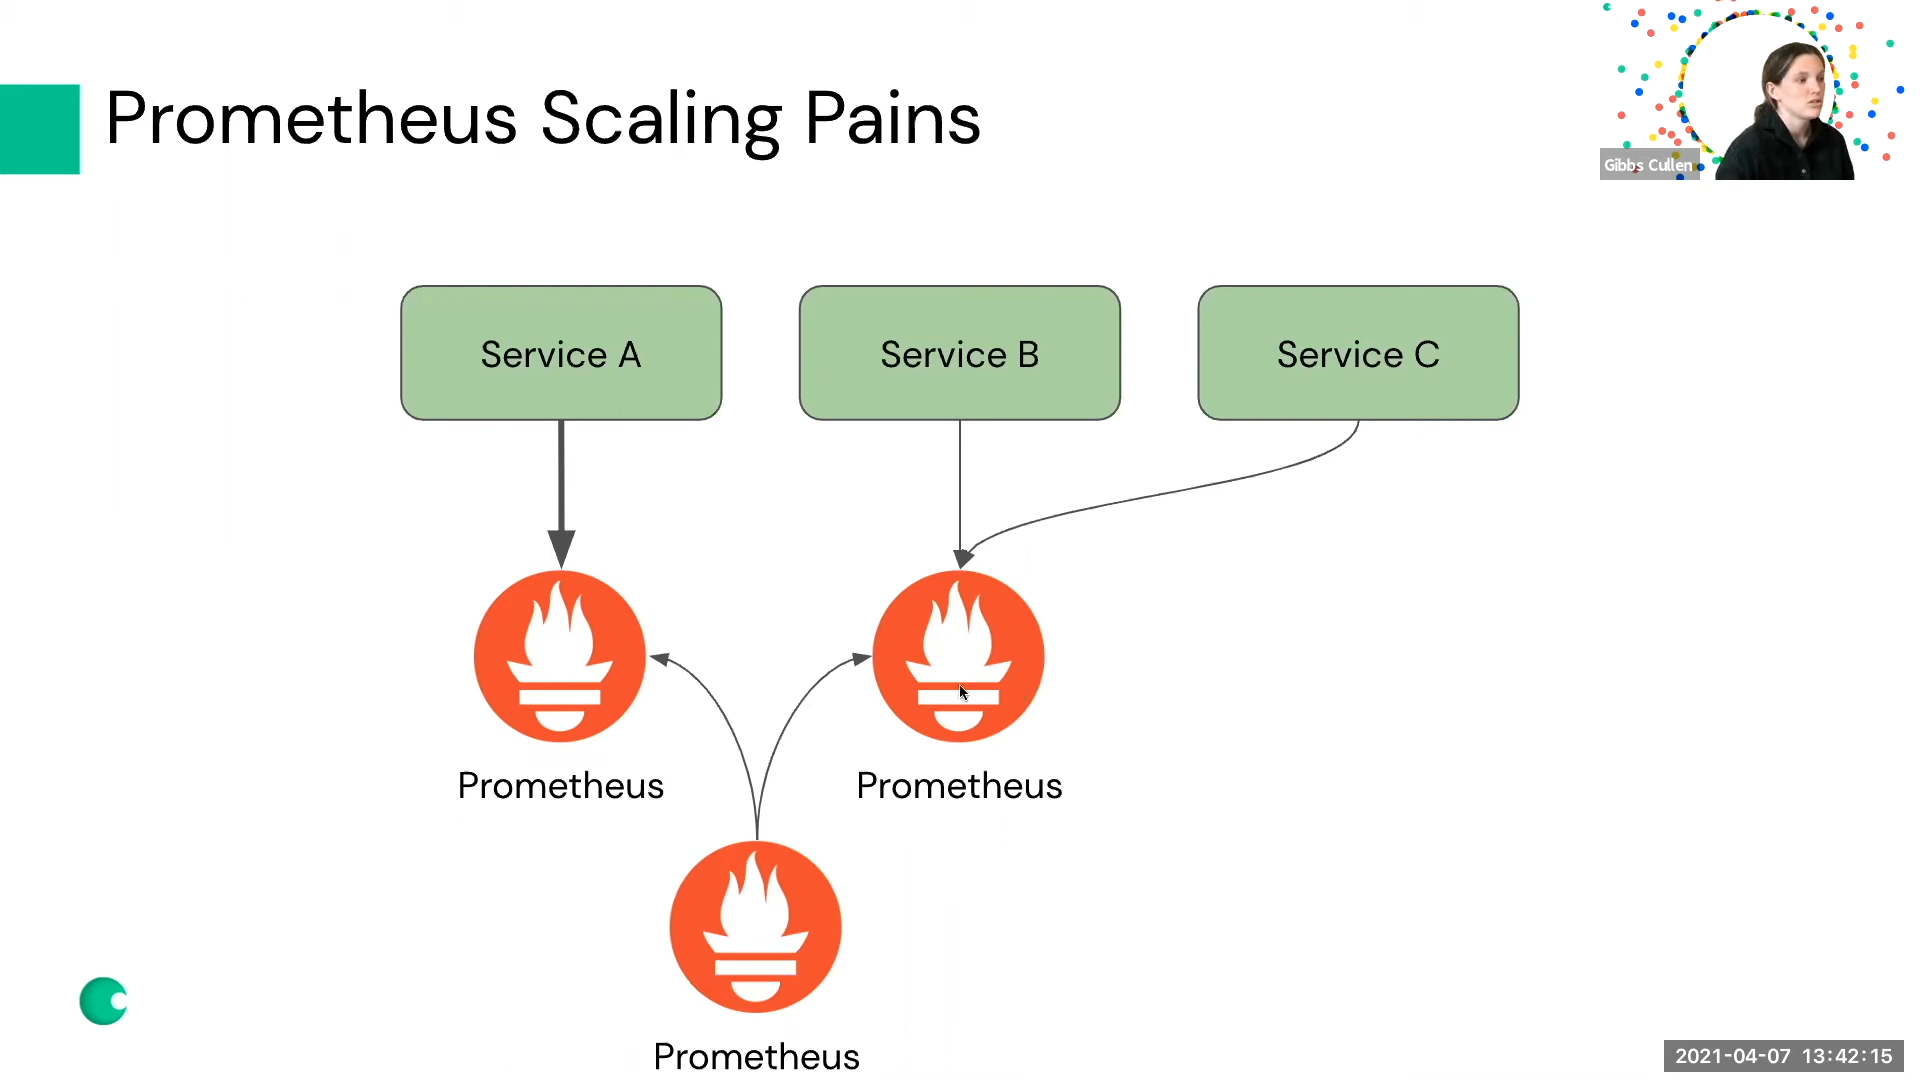 Prometheus Scaling Pains
Gibbs Cullen
Service A
Service B
Service C
Prometheus
Prometheus
Prometheus
2021-04-07 13:42:15